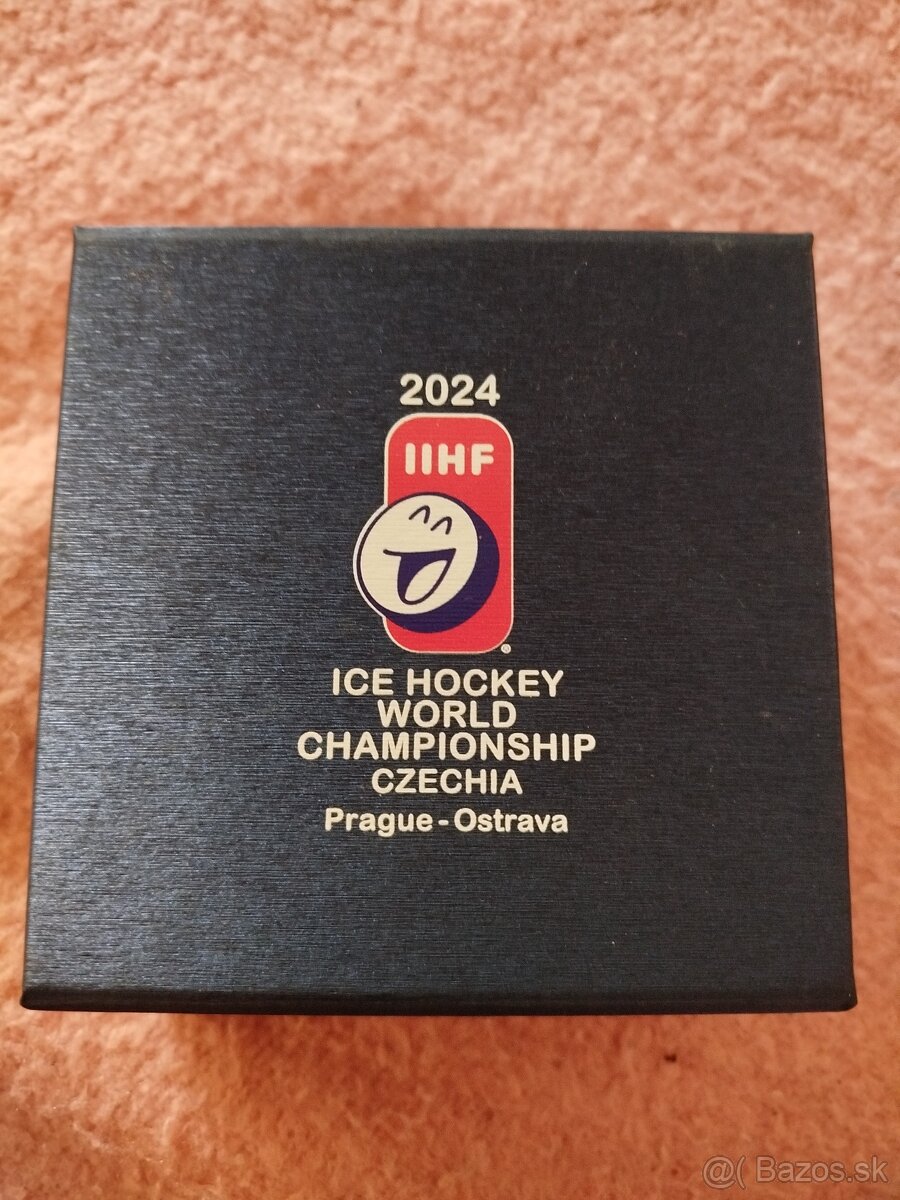 2024
IIHF
ICE HOCKEY
WORLD
CHAMPIONSHIP
CZECHIA
Prague - Ostrava
@( Bazos.sk